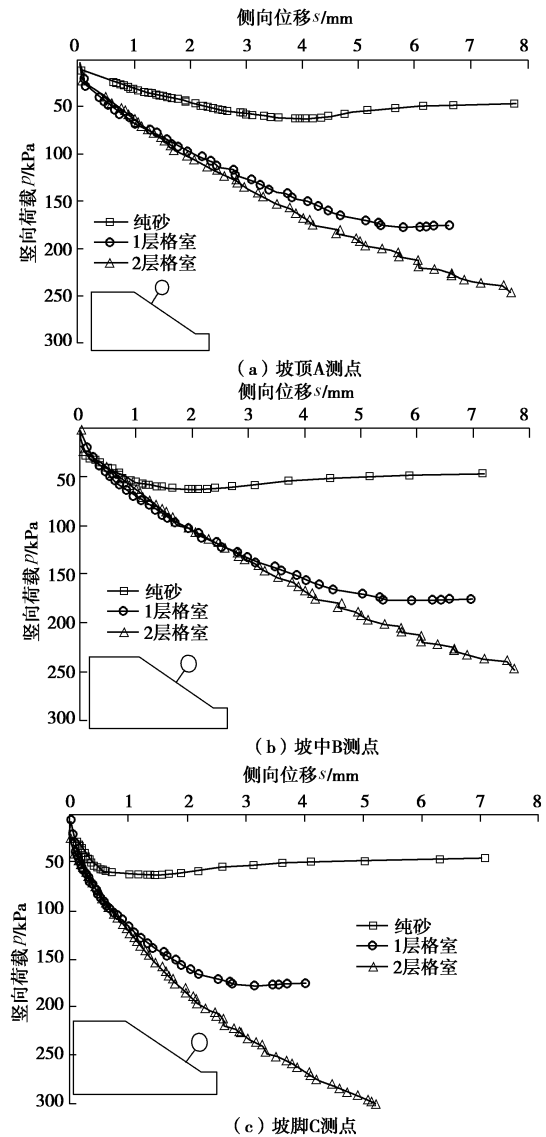 侧向位移s/mm
0 1 2 3 4 5 6 7 8
50
100
150
200
250
300
竖向荷载p/kPa
纯砂
1层格室
2层格室
（a）坡顶A测点
侧向位移s/mm
0 1 2 3 4 5 6 7 8
50
100
150
200
250
300
竖向荷载p/kPa
纯砂
1层格室
2层格室
（b）坡中B测点
侧向位移s/mm
0 1 2 3 4 5 6 7 8
50
100
150
200
250
300
竖向荷载p/kPa
纯砂
1层格室
2层格室
（c）坡脚C测点